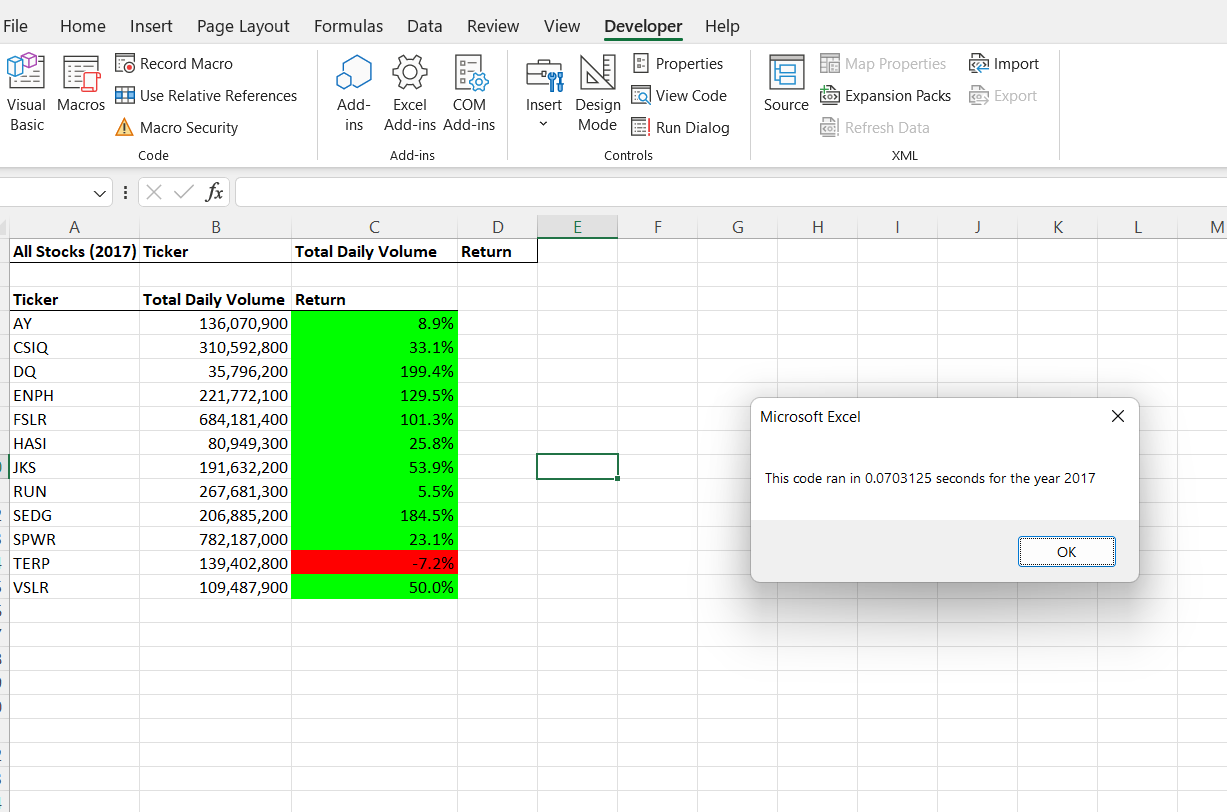 File Home Insert Page Layout Formulas Data Review View Developer Help
Visual Basic
Macros
Record Macro
Use Relative References
Macro Security
Code
Add-ins
Excel Add-ins
COM Add-ins
Add-ins
Insert
Design Mode
Properties
View Code
Run Dialog
Controls
Source
Map Properties
Expansion Packs
Refresh Data
Import
Export
XML
fx
A B C D E F G H I J K L M
All Stocks (2017) Ticker Total Daily Volume Return
Ticker Total Daily Volume Return
AY 136,070,900 8.9%
CSIQ 310,592,800 33.1%
DQ 35,796,200 199.4%
ENPH 221,772,100 129.5%
FSLR 684,181,400 101.3%
HASI 80,949,300 25.8%
JKS 191,632,200 53.9%
RUN 267,681,300 5.5%
SEDG 206,885,200 184.5%
SPWR 782,187,000 23.1%
TERP 139,402,800 -7.2%
VSLR 109,487,900 50.0%
Microsoft Excel
This code ran in 0.0703125 seconds for the year 2017
OK